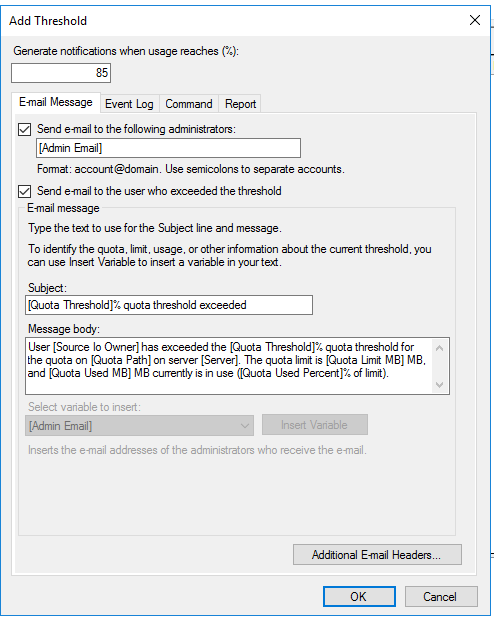 Add Threshold
Generate notifications when usage reaches (%):
85
E-mail Message
Event Log
Command
Report
Send e-mail to the following administrators:
[Admin Email]
Format: account@domain. Use semicolons to separate accounts.
Send e-mail to the user who exceeded the threshold
E-mail message
Type the text to use for the Subject line and message.
To identify the quota, limit, usage, or other information about the current threshold, you
can use Insert Variable to insert a variable in your text.
Subject:
[Quota Threshold]% quota threshold exceeded
Message body:
User [Source Io Owner] has exceeded the [Quota Threshold]% quota threshold for
the quota on [Quota Path] on server [Server]. The quota limit is [Quota Limit MB] MB,
and [Quota Used MB] MB currently is in use ([Quota Used Percent]% of limit).
Select variable to insert:
[Admin Email]
Insert Variable
Inserts the e-mail addresses of the administrators who receive the e-mail.
Additional E-mail Headers...
OK
Cancel